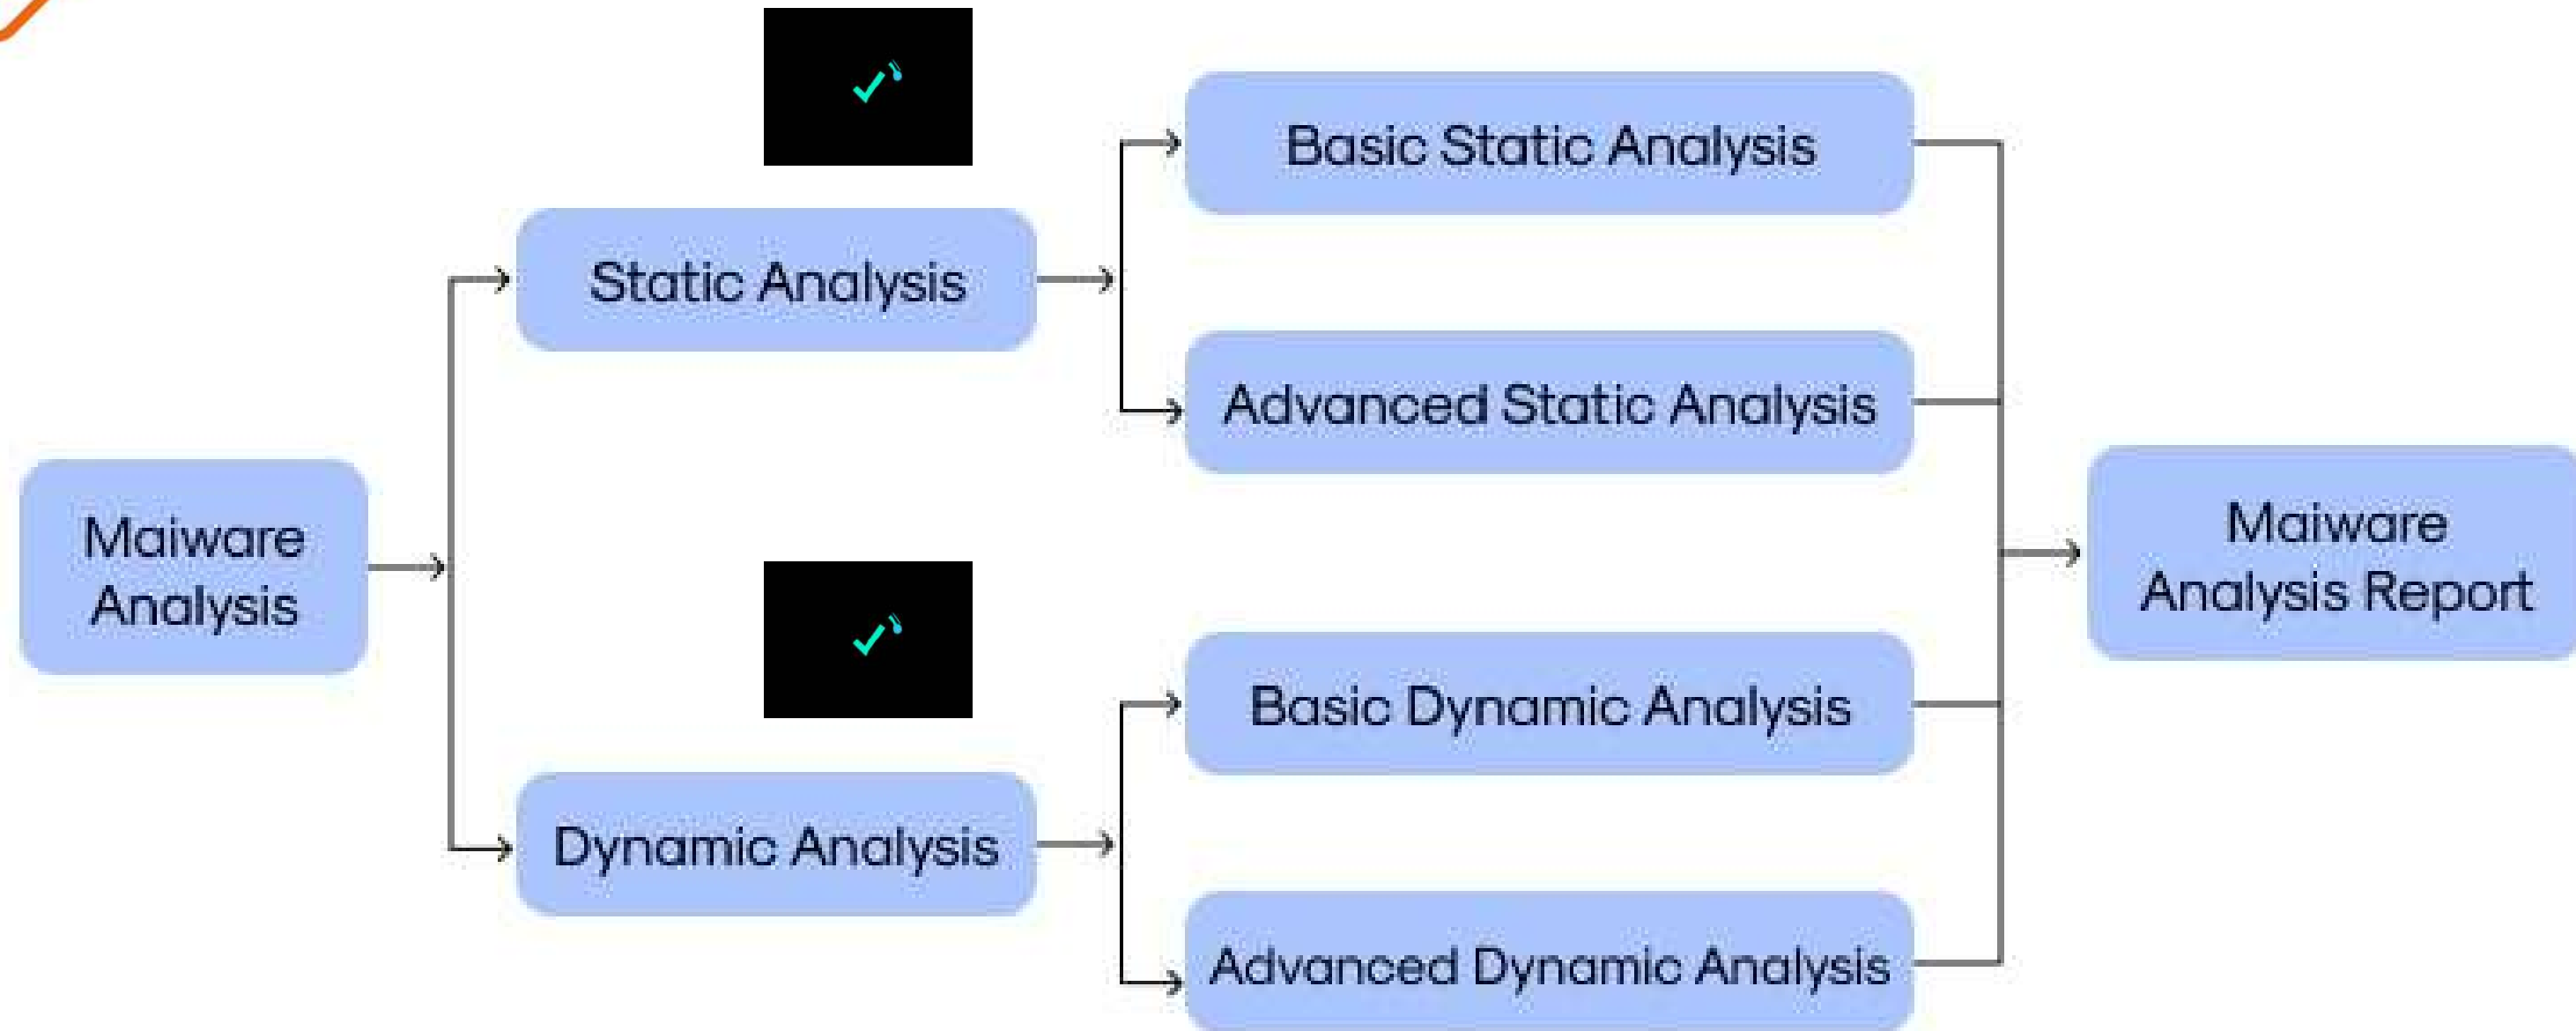 Basic Static Analysis
Static Analysis
Advanced Static Analysis
Maiware
Analysis
Maiware
Analysis Report
Basic Dynamic Analysis
Dynamic Analysis
Advanced Dynamic Analysis